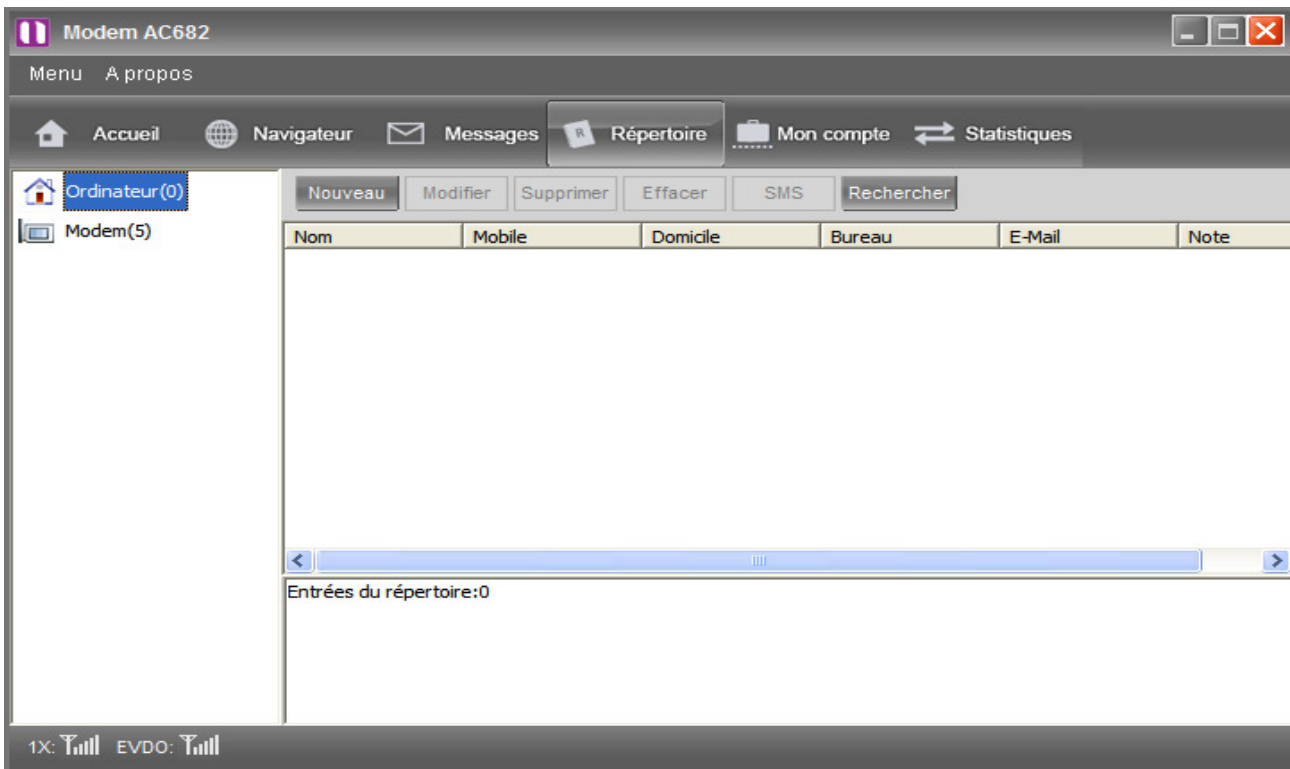 Modem AC682
Menu A propos
Accueil Navigateur Messages R Répertoire Mon compte Statistiques
Ordinateur(0)
Modem(5)
Nouveau Modifier Supprimer Effacer SMS Rechercher
Nom Mobile Domicile Bureau E-Mail Note
Entrées du répertoire:0
1X: EVDO: